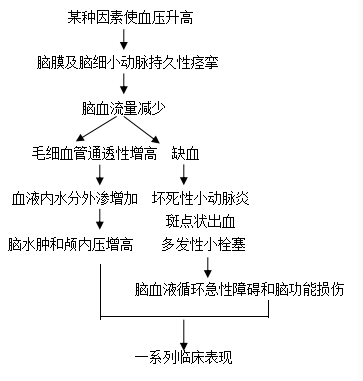 某种因素使血压升高
脑膜及脑细小动脉持久性痉挛
脑血流量减少
毛细血管通透性增高 缺血
血液内水分外渗增加 坏死性小动脉炎
斑点状出血
脑水肿和颅内压增高 多发性小栓塞
脑血液循环急性障碍和脑功能损伤
一系列临床表现